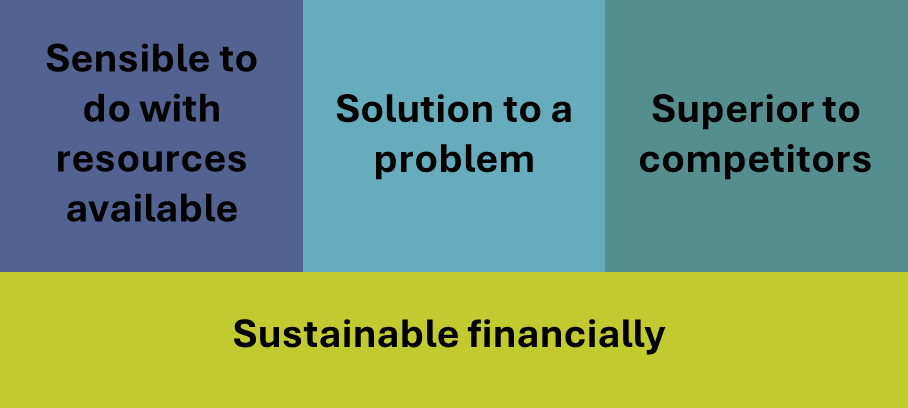 Sensible to
do with
resources
available
Solution to a
problem
Superior to
competitors
Sustainable financially